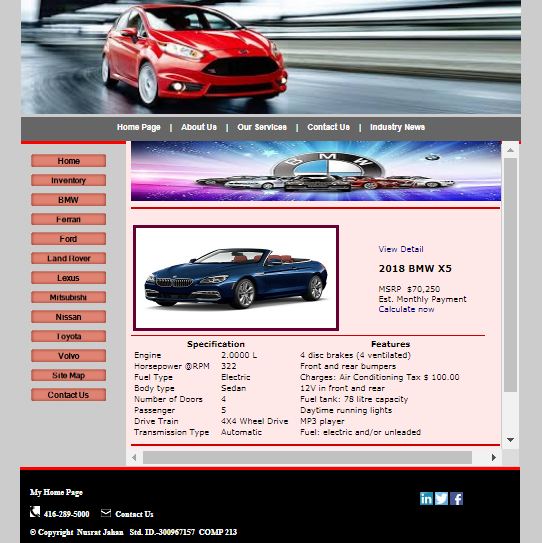 Home Page | About Us | Our Services | Contact Us | Industry News
Home
Inventory
BMW
Ferrari
Ford
Land Rover
Lexus
Mitsubishi
Nissan
Toyota
Volvo
Site Map
Contact Us
BMW
View Detail
2018 BMW X5
MSRP $70,250
Est. Monthly Payment
Calculate now
Specification Features
Engine 2.0000 L 4 disc brakes (4 ventilated)
Horsepower @RPM 322 Front and rear bumpers
Fuel Type Electric Charges: Air Conditioning Tax $ 100.00
Body type Sedan 12V in front and rear
Number of Doors 4 Fuel tank: 78 litre capacity
Passenger 5 Daytime running lights
Drive Train 4X4 Wheel Drive MP3 player
Transmission Type Automatic Fuel: electric and/or unleaded
My Home Page
416-289-5000 Contact Us
© Copyright Nusrat Jahan Std. ID.-300967157 COMP 213